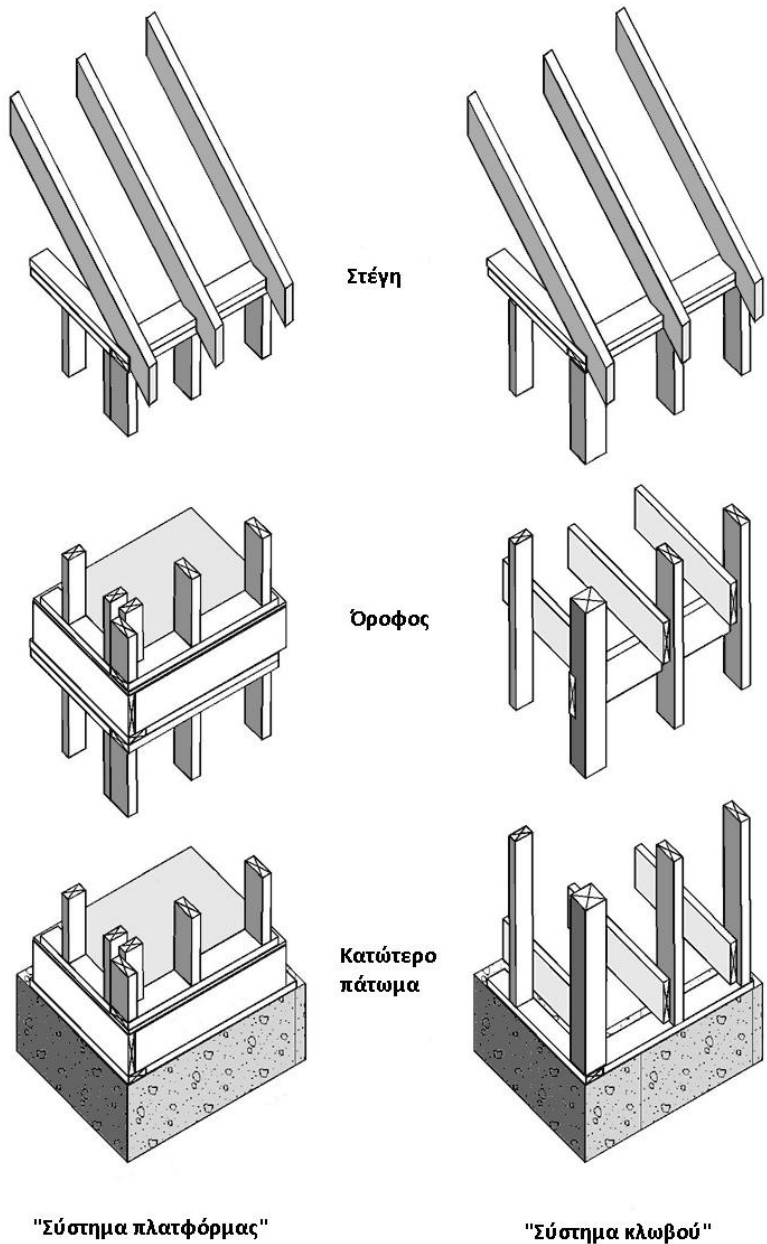 Στέγη
Όροφος
Κατώτερο
πάτωμα
"Σύστημα πλατφόρμας"
"Σύστημα κλωβού"